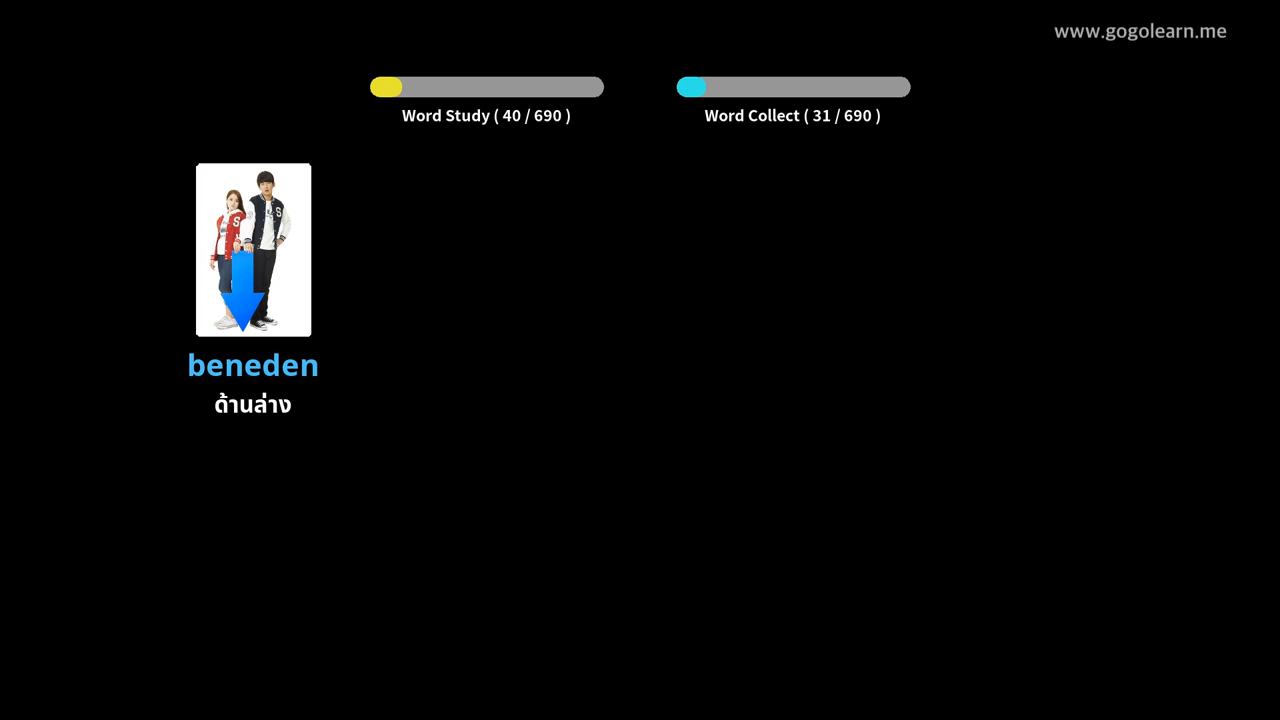 www.gogolearn.me
Word Study ( 40 / 690 )
Word Collect ( 31 / 690 )
beneden
ด้านล่าง